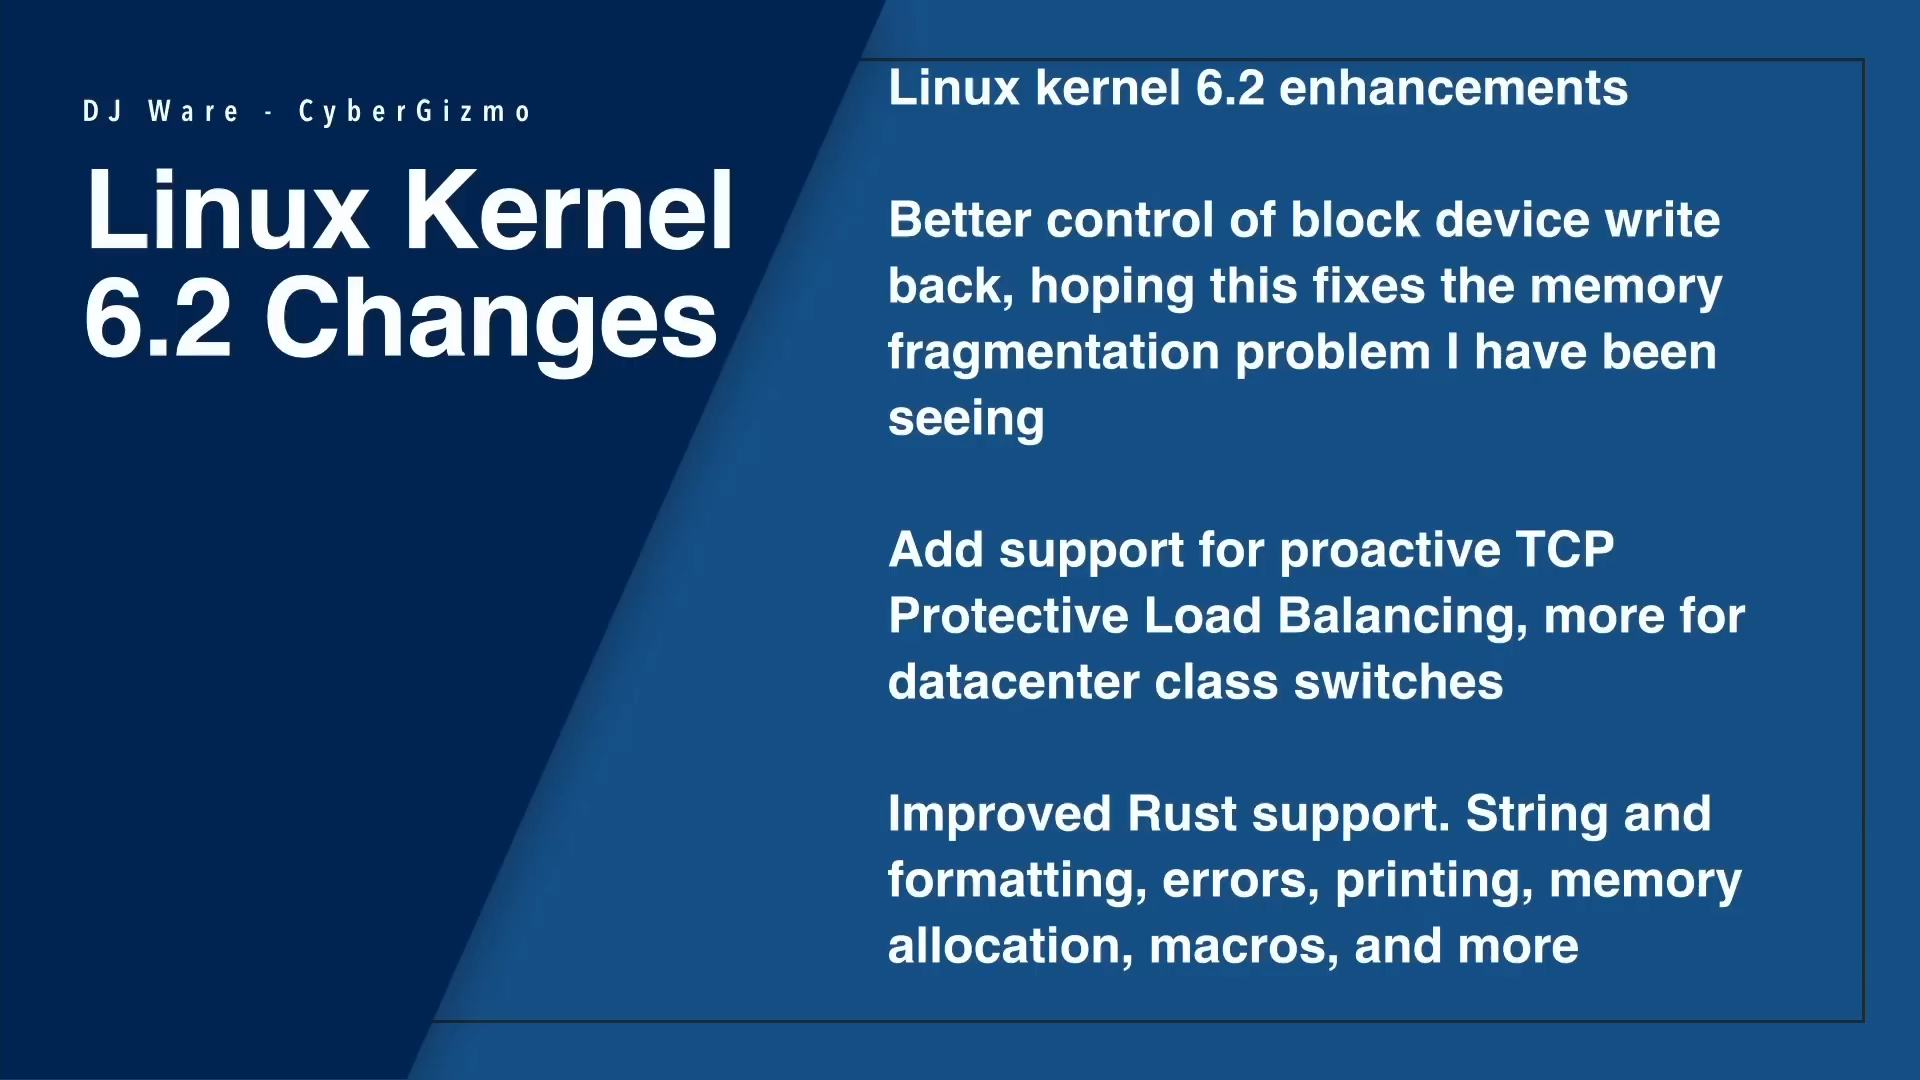 DJ Ware - CyberGizmo
Linux Kernel
6.2 Changes
Linux kernel 6.2 enhancements
Better control of block device write
back, hoping this fixes the memory
fragmentation problem I have been
seeing
Add support for proactive TCP
Protective Load Balancing, more for
datacenter class switches
Improved Rust support. String and
formatting, errors, printing, memory
allocation, macros, and more